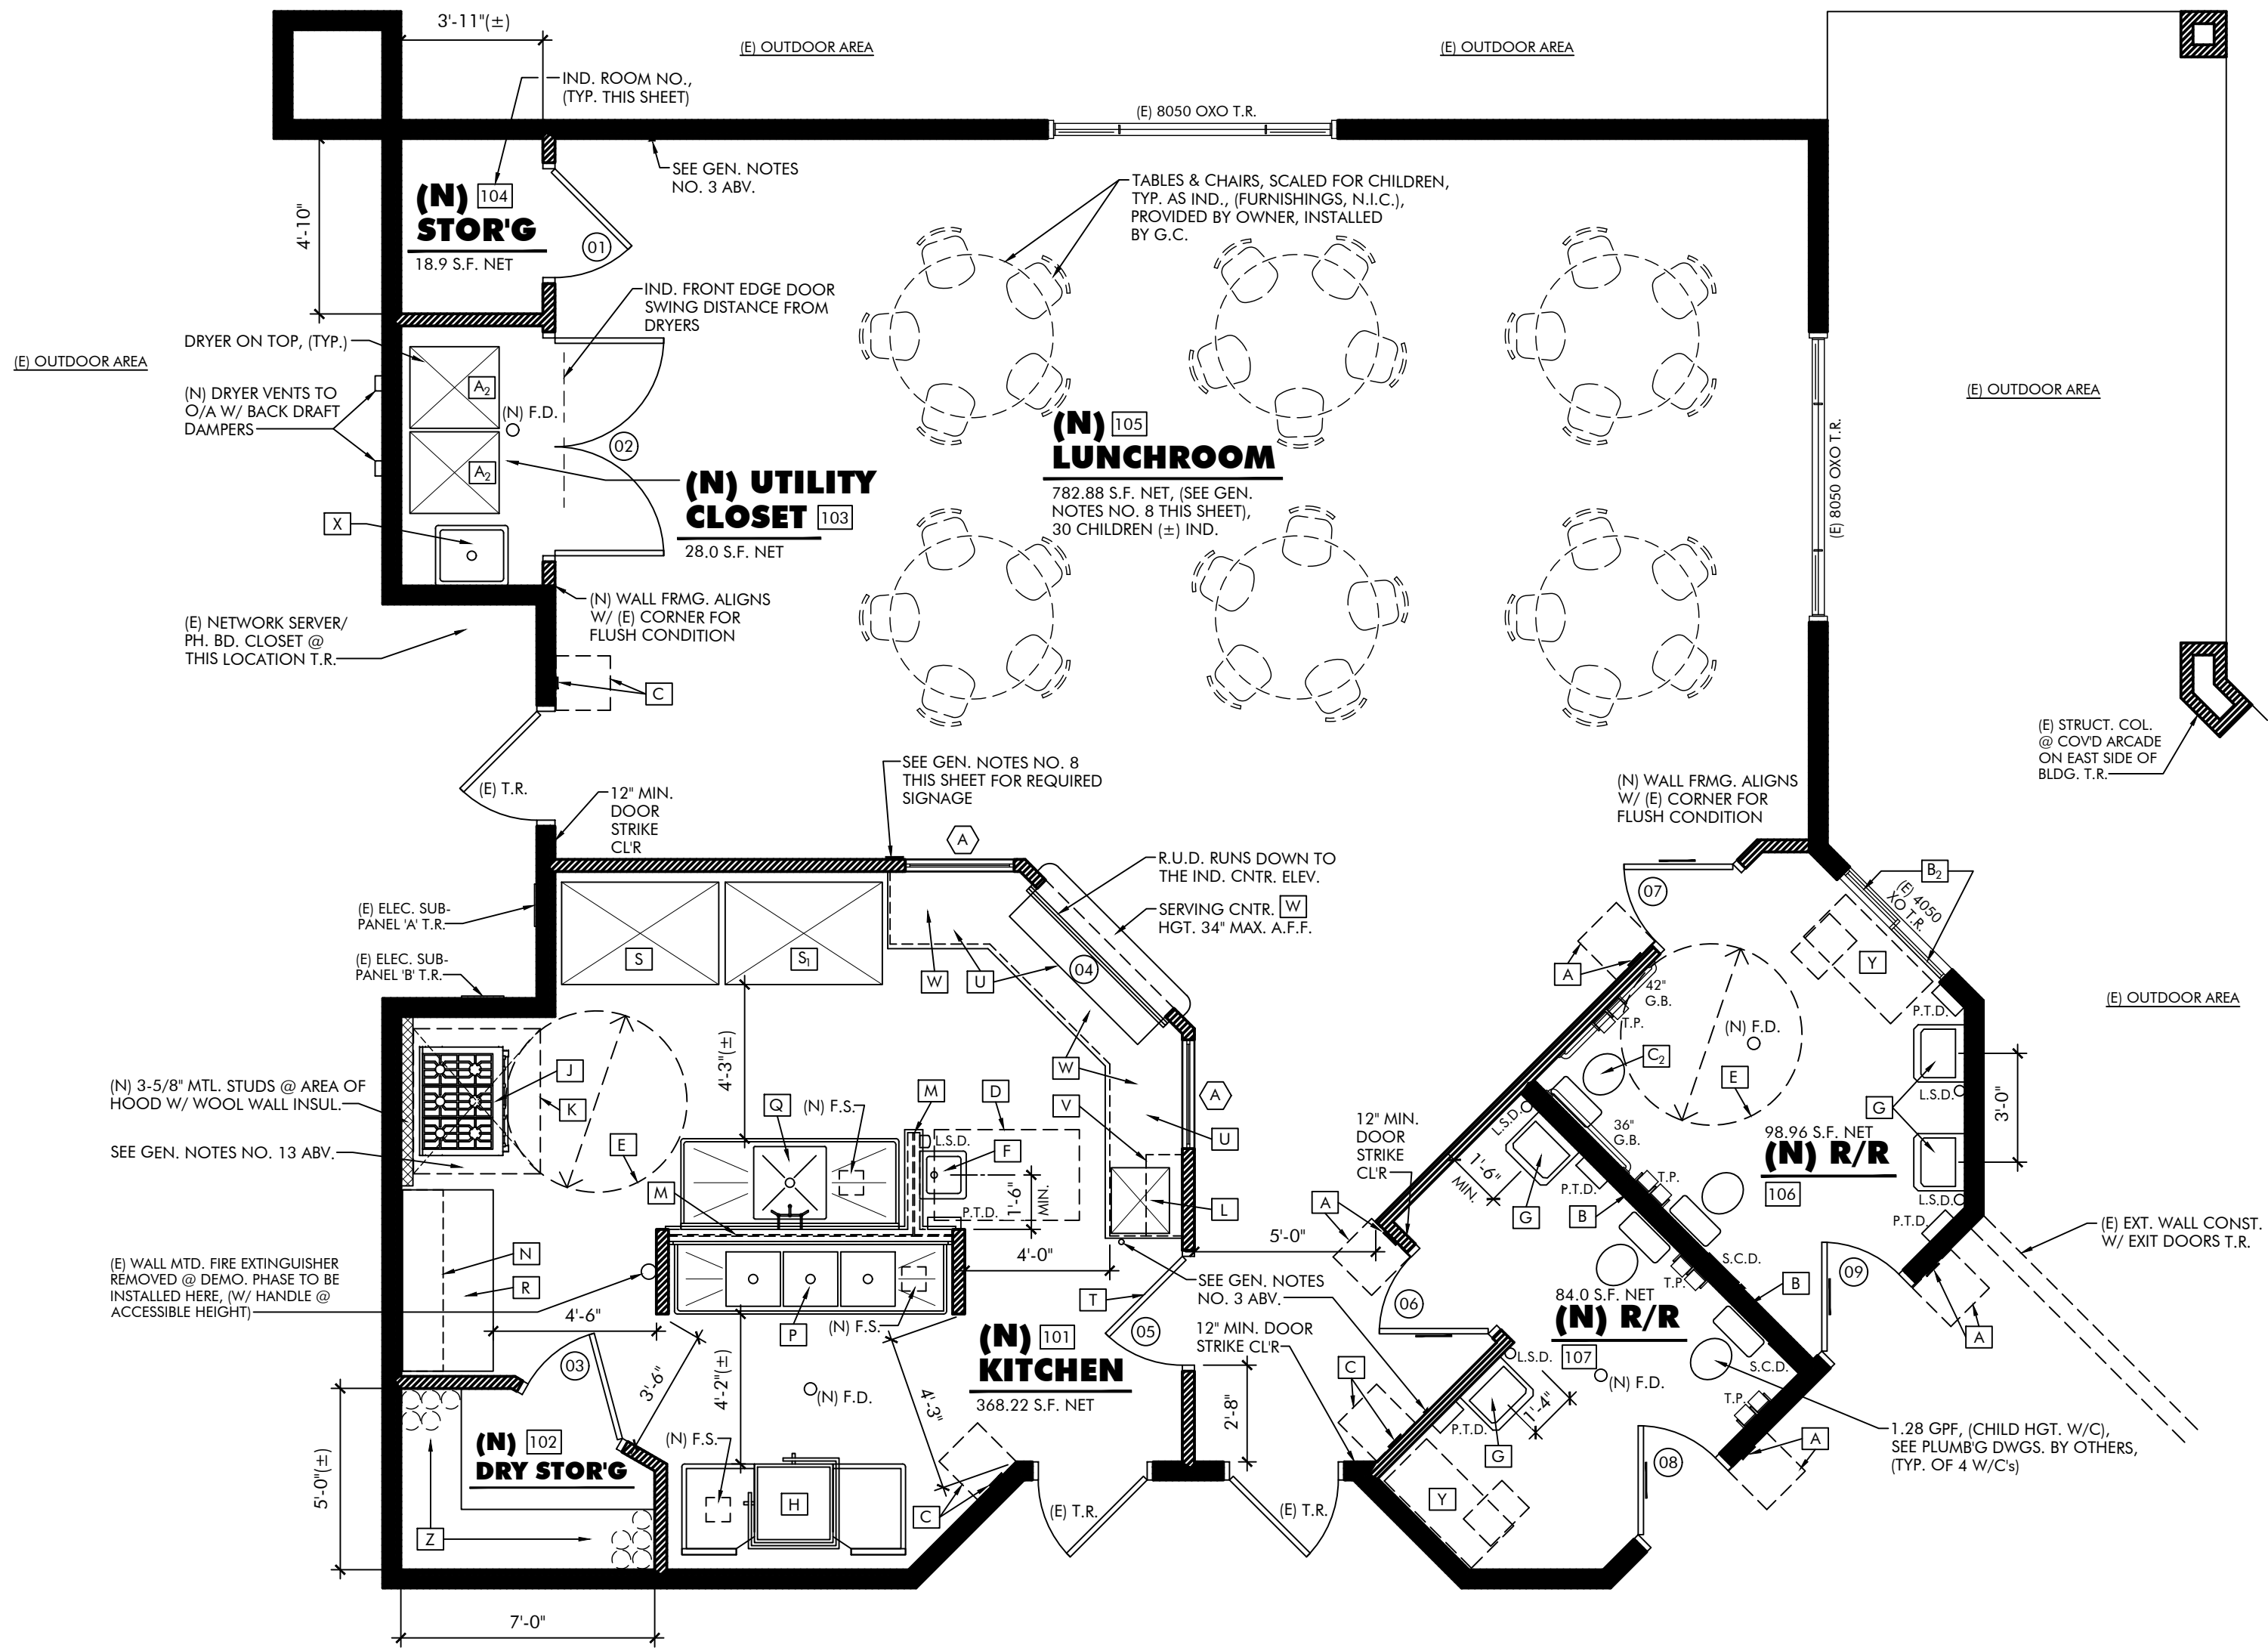 3'-11"(±)
(E) OUTDOOR AREA
(E) OUTDOOR AREA
IND. ROOM NO.,
(TYP. THIS SHEET)
(E) 8050 OXO T.R.
SEE GEN. NOTES
NO. 3 ABV.
(N) 104
STOR'G
18.9 S.F. NET
4'-10"
01
TABLES & CHAIRS, SCALED FOR CHILDREN,
TYP. AS IND., (FURNISHINGS, N.I.C.),
PROVIDED BY OWNER, INSTALLED
BY G.C.
IND. FRONT EDGE DOOR
SWING DISTANCE FROM
DRYERS
DRYER ON TOP, (TYP.)
(E) OUTDOOR AREA
(N) DRYER VENTS TO
O/A W/ BACK DRAFT
DAMPERS
A2
(N) F.D.
A2
02
X
(N) UTILITY
CLOSET 103
28.0 S.F. NET
(N) 105
LUNCHROOM
782.88 S.F. NET, (SEE GEN.
NOTES NO. 8 THIS SHEET),
30 CHILDREN (±) IND.
(E) 8050 OXO T.R.
(E) OUTDOOR AREA
(N) WALL FRMG. ALIGNS
W/ (E) CORNER FOR
FLUSH CONDITION
(E) NETWORK SERVER/
PH. BD. CLOSET @
THIS LOCATION T.R.
C
(E) T.R.
12" MIN.
DOOR
STRIKE
CL'R
SEE GEN. NOTES NO. 8
THIS SHEET FOR REQUIRED
SIGNAGE
A
(N) WALL FRMG. ALIGNS
W/ (E) CORNER FOR
FLUSH CONDITION
(E) STRUCT. COL.
@ COV'D ARCADE
ON EAST SIDE OF
BLDG. T.R.
R.U.D. RUNS DOWN TO
THE IND. CNTR. ELEV.
SERVING CNTR. W
HGT. 34" MAX. A.F.F.
(E) ELEC. SUB-
PANEL 'A' T.R.
(E) ELEC. SUB-
PANEL 'B' T.R.
S
S1
W
U
04
07
A
B2
(E) 4050
XO T.R.
Y
42"
G.B.
T.P.
P.T.D.
(E) OUTDOOR AREA
(N) F.D.
C2
E
L.S.D.
G
3'-0"
L.S.D.
P.T.D.
(N) 3-5/8" MTL. STUDS @ AREA OF
HOOD W/ WOOL WALL INSUL.
SEE GEN. NOTES NO. 13 ABV.
J
K
E
4'-3"(±)
Q
(N) F.S.
M
D
L.S.D.
F
1'-6"
MIN.
P.T.D.
W
V
A
U
L
M
12" MIN.
DOOR
STRIKE
CL'R
L.S.D.
1'-6"
MIN.
P.T.D.
G
36"
G.B.
T.P.
B
98.96 S.F. NET
(N) R/R
106
(E) EXT. WALL CONST.
W/ EXIT DOORS T.R.
A
5'-0"
4'-0"
N
R
(E) WALL MTD. FIRE EXTINGUISHER
REMOVED @ DEMO. PHASE TO BE
INSTALLED HERE, (W/ HANDLE @
ACCESSIBLE HEIGHT)
4'-6"
P
(N) F.S.
T
05
SEE GEN. NOTES
NO. 3 ABV.
12" MIN. DOOR
STRIKE CL'R
06
S.C.D.
T.P.
B
09
A
84.0 S.F. NET
(N) R/R
107
03
3'-6"
4'-2"(±)
(N) F.D.
4'-3"
(N) 101
KITCHEN
368.22 S.F. NET
C
2'-8"
L.S.D.
(N) F.D.
1'-4"
P.T.D.
G
S.C.D.
T.P.
1.28 GPF, (CHILD HGT. W/C),
SEE PLUMB'G DWGS. BY OTHERS,
(TYP. OF 4 W/C's)
A
08
5'-0"(±)
(N) 102
DRY STOR'G
(N) F.S.
H
Z
C
(E) T.R.
(E) T.R.
Y
7'-0"